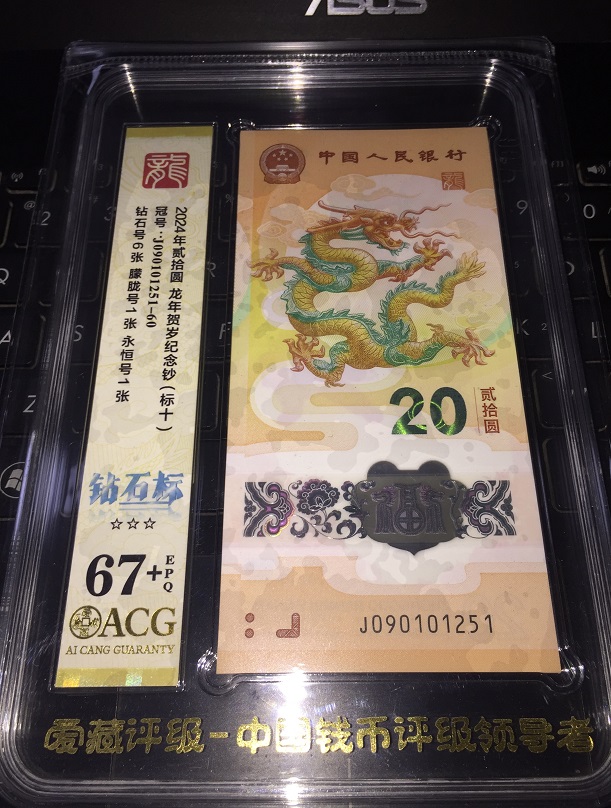 ASUS
龍
2024年贰拾圆 龙年贺岁纪念钞（标十）
冠号:J090101251-60
钻石号6张 朦胧号1张 永恒号1张
钻石标
☆☆☆
67+ EPQ
ACG
AI CANG GUARANTY
中国人民银行
龍
20
贰拾圆
福
J090101251
爱藏评级-中国钱币评级领导者